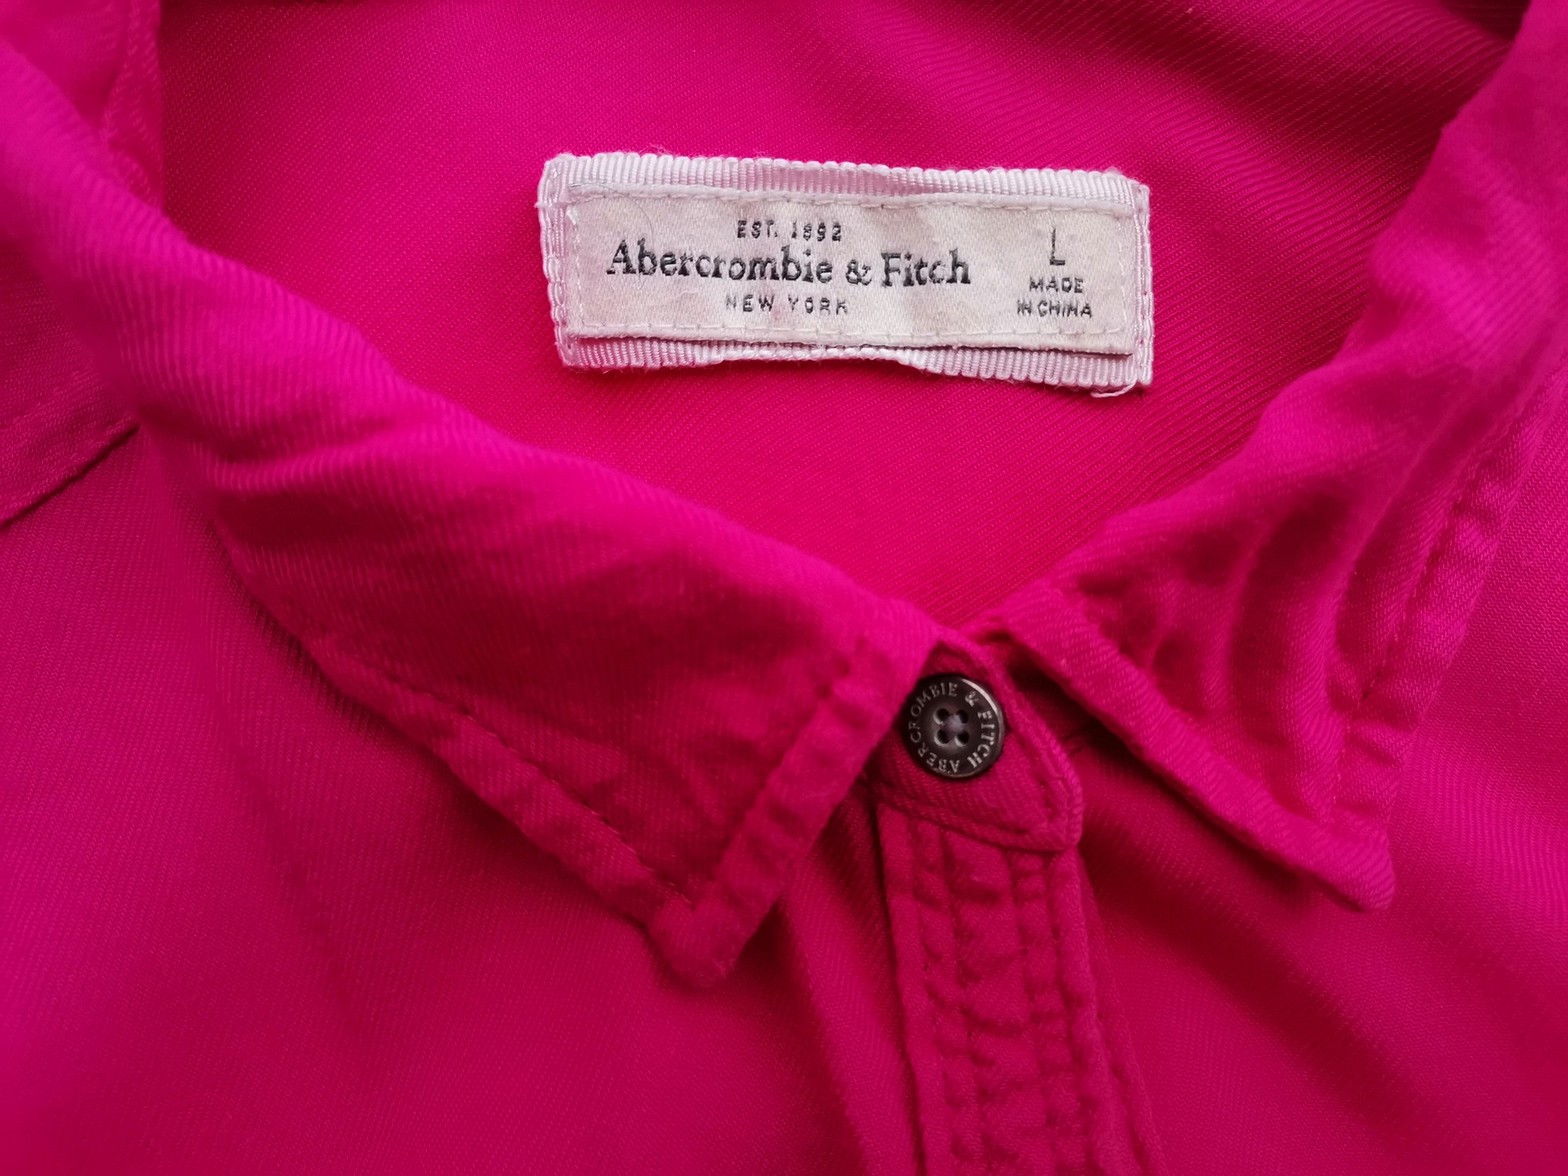 EST. 1892
Abercrombie & Fitch
NEW YORK
L
MADE
IN CHINA
ABERCROMBIE & FITCH